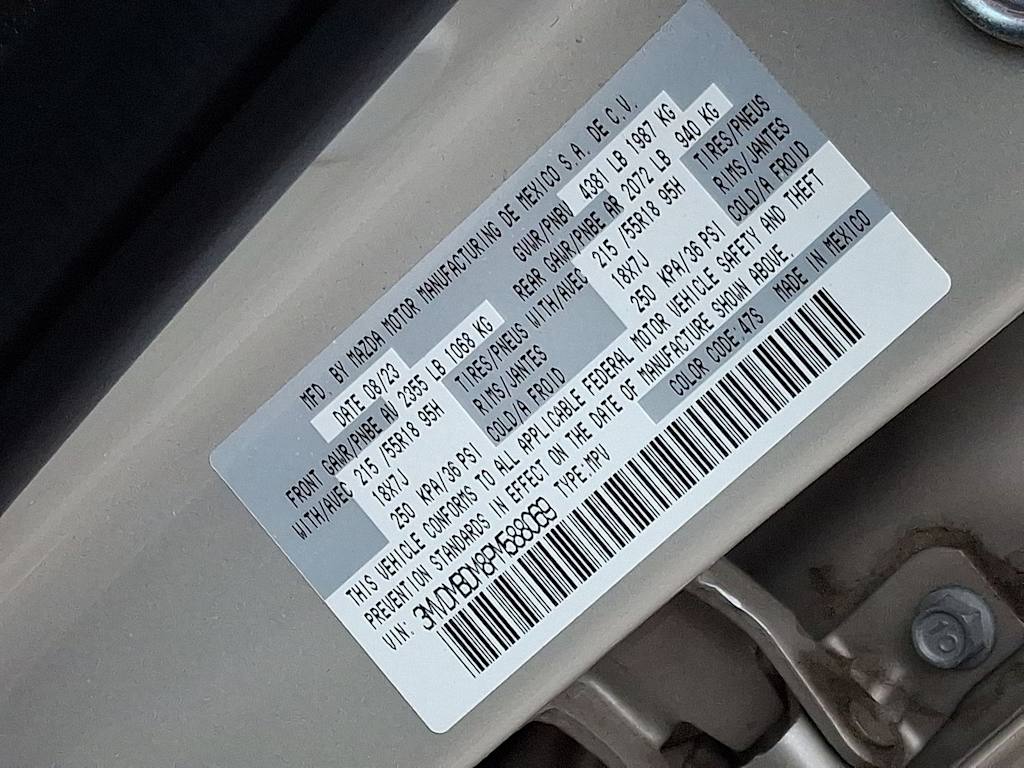 MFD. BY MAZDA MOTOR MANUFACTURING DE MEXICO S.A. DE C.V.
DATE 08/23 GVWR/PNBV 4381 LB 1987 KG
FRONT GAWR/PNBE AV 2355 LB 1068 KG REAR GAWR/PNBE AR 2072 LB 940 KG
WITH/AVEC 215 /55R18 95H TIRES/PNEUS WITH/AVEC 215 /55R18 95H TIRES/PNEUS
18X7J RIMS/JANTES 18X7J RIMS/JANTES
250 KPA/36 PSI COLD/A FROID 250 KPA/36 PSI COLD/A FROID
THIS VEHICLE CONFORMS TO ALL APPLICABLE FEDERAL MOTOR VEHICLE SAFETY AND THEFT
PREVENTION STANDARDS IN EFFECT ON THE DATE OF MANUFACTURE SHOWN ABOVE.
VIN: 3MVDMBDM8PM588069 TYPE:MPV COLOR CODE:47S MADE IN MEXICO
10